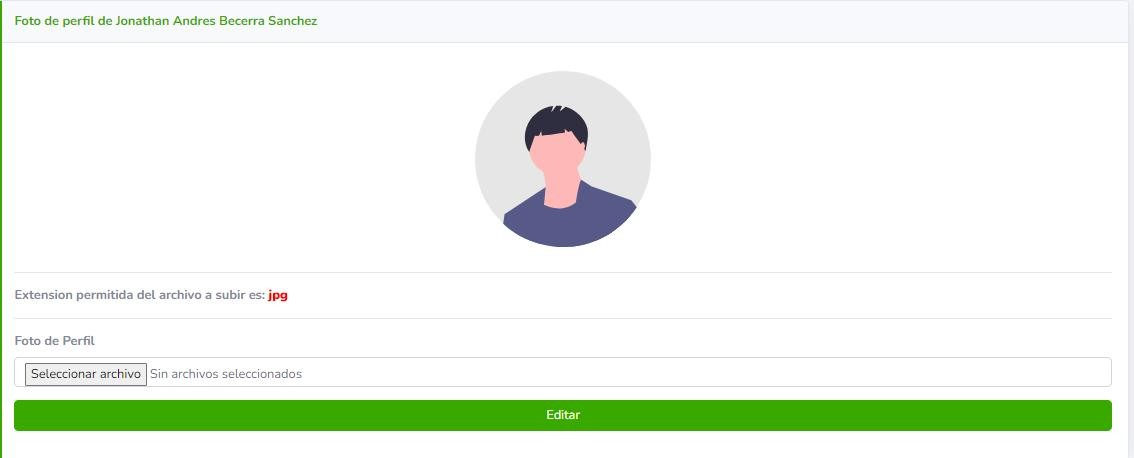 Foto de perfil de Jonathan Andres Becerra Sanchez
Extension permitida del archivo a subir es: jpg
Foto de Perfil
Seleccionar archivo Sin archivos seleccionados
Editar